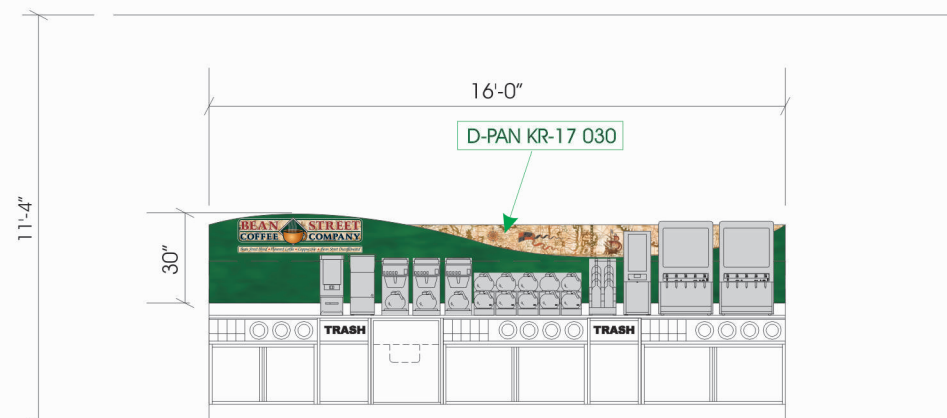 16'-0"
D-PAN KR-17 030
11'-4"
30"
BEAN STREET
COFFEE COMPANY
TRASH
TRASH